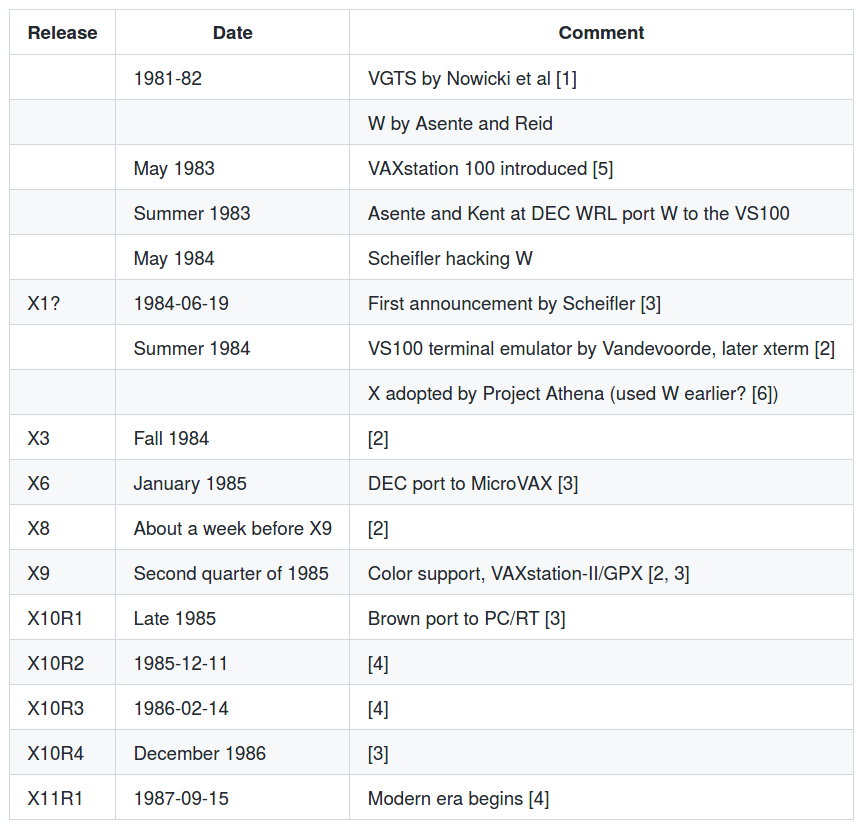 Release Date Comment
1981-82 VGTS by Nowicki et al [1]
W by Asente and Reid
May 1983 VAXstation 100 introduced [5]
Summer 1983 Asente and Kent at DEC WRL port W to the VS100
May 1984 Scheifler hacking W
X1? 1984-06-19 First announcement by Scheifler [3]
Summer 1984 VS100 terminal emulator by Vandevoorde, later xterm [2]
X adopted by Project Athena (used W earlier? [6])
X3 Fall 1984 [2]
X6 January 1985 DEC port to MicroVAX [3]
X8 About a week before X9 [2]
X9 Second quarter of 1985 Color support, VAXstation-II/GPX [2, 3]
X10R1 Late 1985 Brown port to PC/RT [3]
X10R2 1985-12-11 [4]
X10R3 1986-02-14 [4]
X10R4 December 1986 [3]
X11R1 1987-09-15 Modern era begins [4]